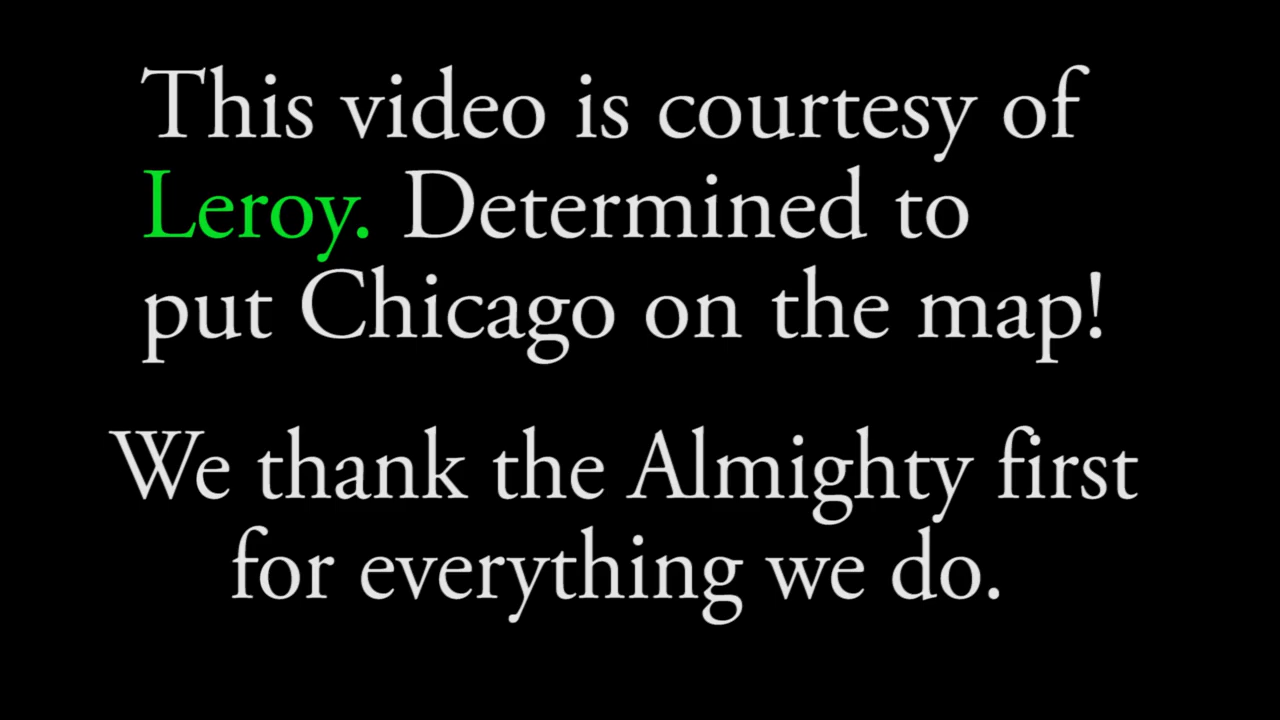 This video is courtesy of
Leroy. Determined to
put Chicago on the map!
We thank the Almighty first
for everything we do.